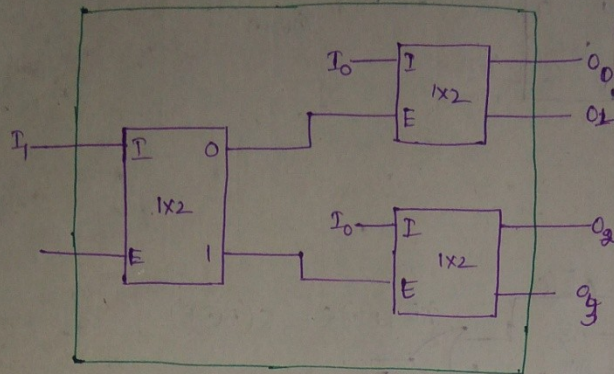 I₀ I O₀
1X2
E O1
I₁ I O
1X2
E 1
I₀ I O₂
1X2
E O3